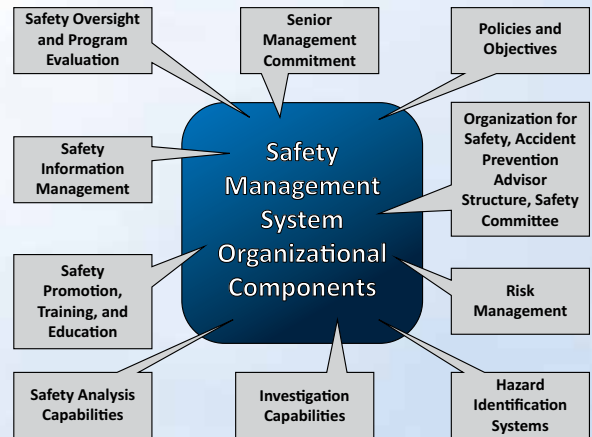 Safety Oversight
and Program
Evaluation
Senior
Management
Commitment
Policies and
Objectives
Safety
Information
Management
Safety
Management
System
Organizational
Components
Organization for
Safety, Accident
Prevention
Advisor
Structure, Safety
Committee
Safety
Promotion,
Training, and
Education
Risk
Management
Safety Analysis
Capabilities
Investigation
Capabilities
Hazard
Identification
Systems